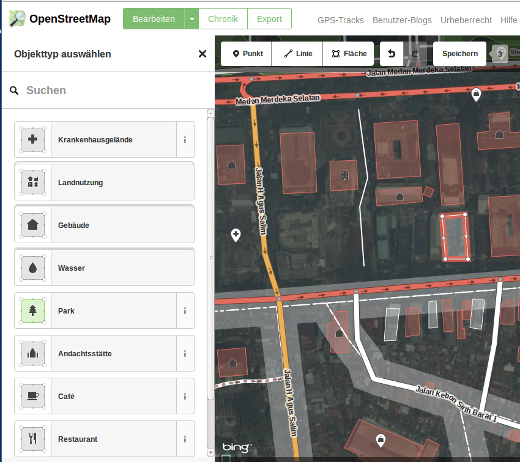 OpenStreetMap
Bearbeiten
Chronik
Export
GPS-Tracks
Benutzer-Blogs
Urheberrecht
Hilfe
Objekttyp auswählen
Punkt
Linie
Fläche
Speichern
Suchen
Krankenhausgelände
Landnutzung
Gebäude
Wasser
Park
Andachtsstätte
Café
Restaurant
Jalan Medan Merdeka Selatan
Medan Merdeka Selatan
Jalan H Agus Salim
Jalan H Agus Salim
Jalan Kebon Sirih Barat I
bing